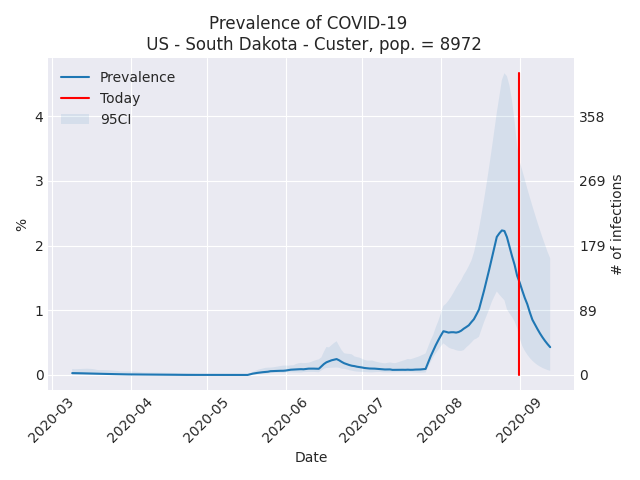 Prevalence of COVID-19
US - South Dakota - Custer, pop. = 8972
Prevalence
Today
95CI
4
3
2
1
0
%
358
269
179
89
0
# of infections
2020-03
2020-04
2020-05
2020-06
2020-07
2020-08
2020-09
Date